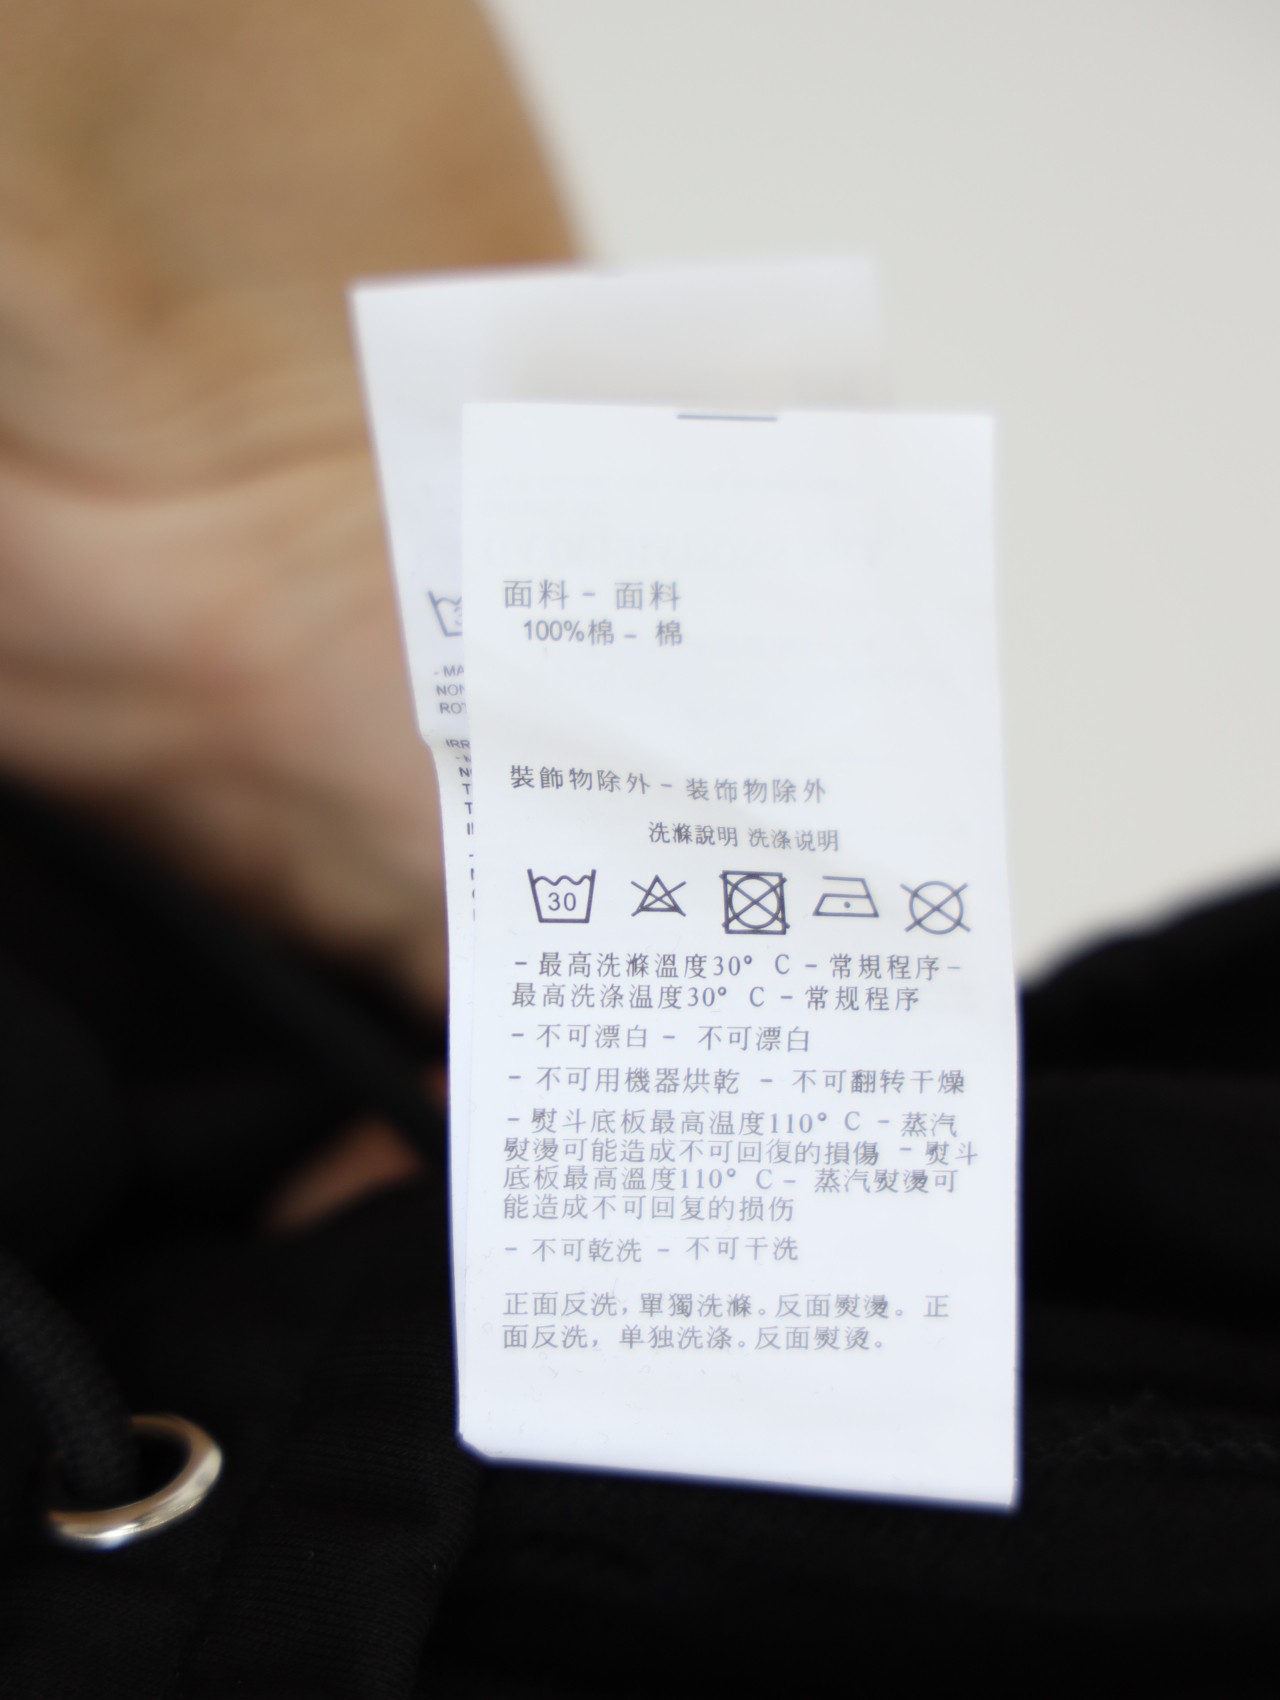 面料 - 面料
100%棉 - 棉
裝飾物除外 - 装饰物除外
洗滌說明 洗涤说明
30
- 最高洗滌溫度30° C - 常規程序 -
最高洗涤温度30° C - 常规程序
- 不可漂白 - 不可漂白
- 不可用機器烘乾 - 不可翻转干燥
- 熨斗底板最高温度110° C - 蒸汽
熨燙可能造成不可回復的損傷 - 熨斗
底板最高溫度110° C - 蒸汽熨烫可
能造成不可回复的损伤
- 不可乾洗 - 不可干洗
正面反洗，單獨洗滌。反面熨燙。 正
面反洗，单独洗涤。反面熨烫。
- MA
NON
ROT
IRR